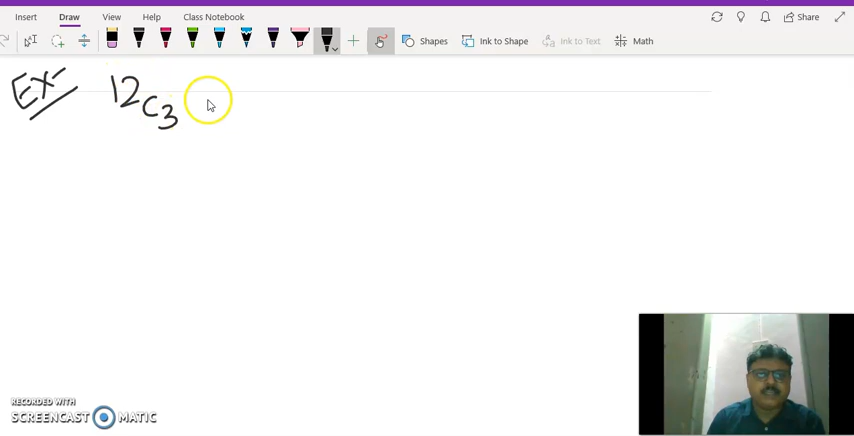 Insert Draw View Help Class Notebook Share
Shapes Ink to Shape Ink to Text Math
Ex- 12C3
RECORDED WITH
SCREENCAST MATIC